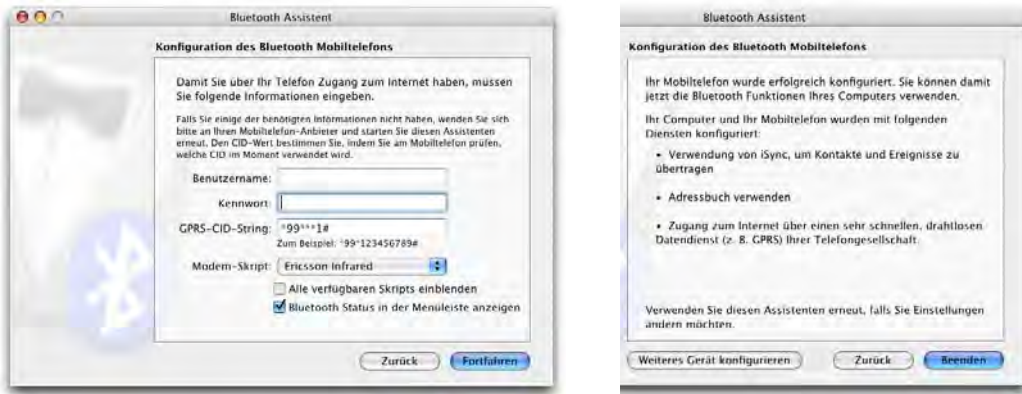 Bluetooth Assistent
Konfiguration des Bluetooth Mobiltelefons
Damit Sie über Ihr Telefon Zugang zum Internet haben, müssen
Sie folgende Informationen eingeben.
Falls Sie einige der benötigten Informationen nicht haben, wenden Sie sich
bitte an Ihren Mobiltelefon-Anbieter und starten Sie diesen Assistenten
erneut. Den CID-Wert bestimmen Sie, indem Sie am Mobiltelefon prüfen,
welche CID im Moment verwendet wird.
Benutzername:
Kennwort:
GPRS-CID-String: *99***1#
Zum Beispiel: *99*123456789#
Modem-Skript: Ericsson Infrared
Alle verfügbaren Skripts einblenden
Bluetooth Status in der Menüleiste anzeigen
Zurück
Fortfahren
Bluetooth Assistent
Konfiguration des Bluetooth Mobiltelefons
Ihr Mobiltelefon wurde erfolgreich konfiguriert. Sie können damit
jetzt die Bluetooth Funktionen Ihres Computers verwenden.
Ihr Computer und Ihr Mobiltelefon wurden mit folgenden
Diensten konfiguriert:
• Verwendung von iSync, um Kontakte und Ereignisse zu
übertragen
• Adressbuch verwenden
• Zugang zum Internet über einen sehr schnellen, drahtlosen
Datendienst (z. B. GPRS) Ihrer Telefongesellschaft.
Verwenden Sie diesen Assistenten erneut, falls Sie Einstellungen
ändern möchten.
Weiteres Gerät konfigurieren
Zurück
Beenden